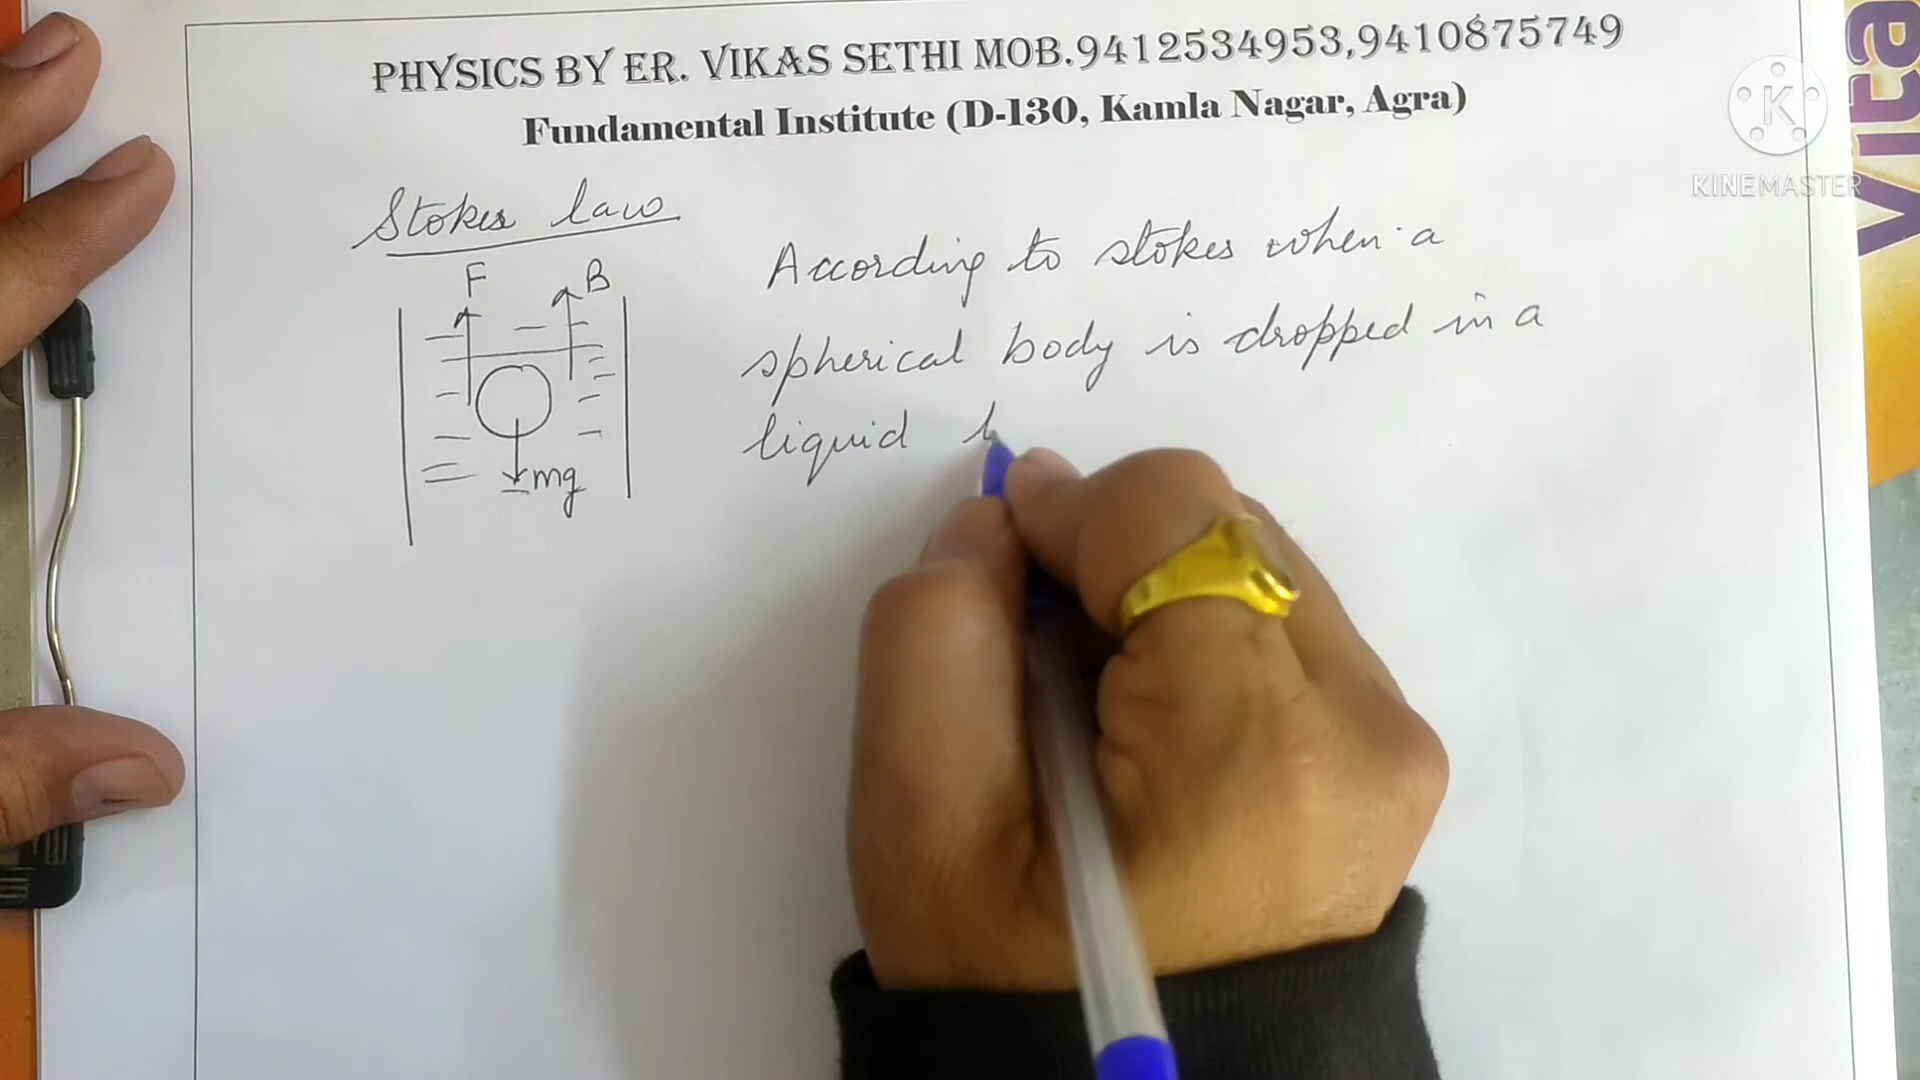 PHYSICS BY ER. VIKAS SETHI MOB.9412534953,9410875749
Fundamental Institute (D-130, Kamla Nagar, Agra)
K
KINEMASTER
Vita
Stokes law
F
B
mg
According to stokes when a
spherical body is dropped in a
liquid